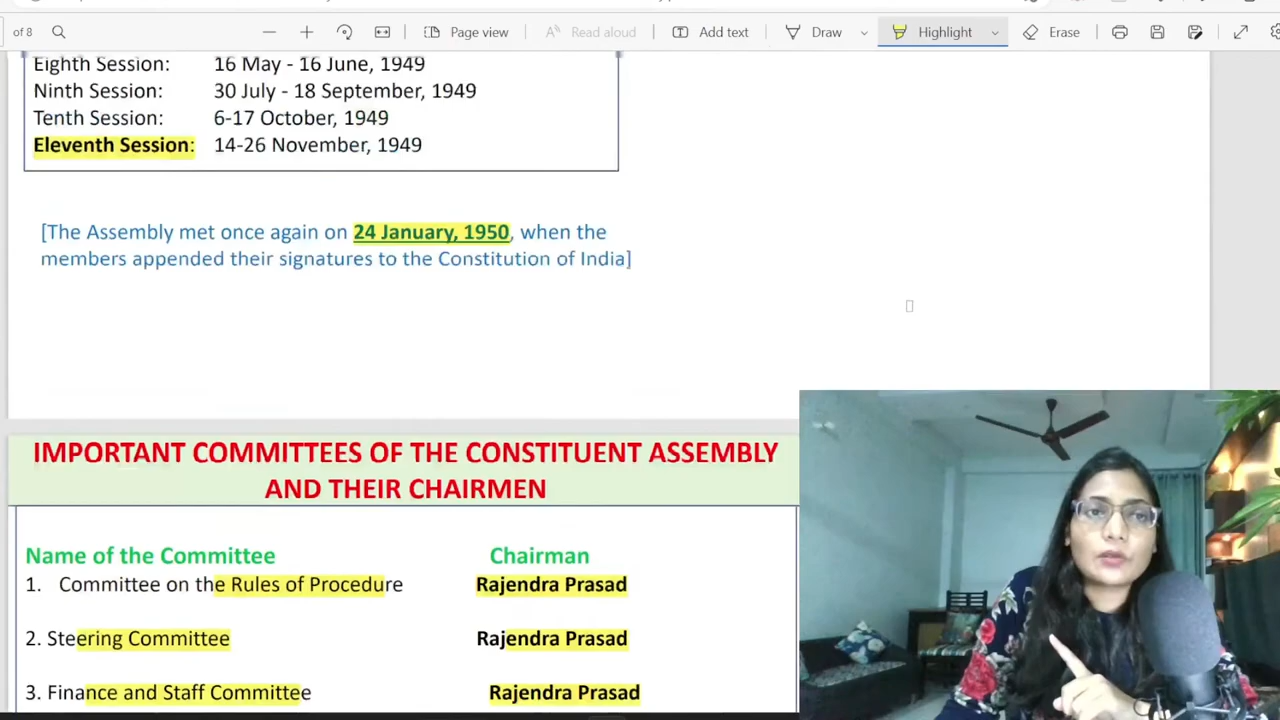 of 8
Page view
Read aloud
Add text
Draw
Highlight
Erase
Eighth Session: 16 May - 16 June, 1949
Ninth Session: 30 July - 18 September, 1949
Tenth Session: 6-17 October, 1949
Eleventh Session: 14-26 November, 1949
[The Assembly met once again on 24 January, 1950, when the
members appended their signatures to the Constitution of India]
IMPORTANT COMMITTEES OF THE CONSTITUENT ASSEMBLY
AND THEIR CHAIRMEN
Name of the Committee Chairman
1. Committee on the Rules of Procedure Rajendra Prasad
2. Steering Committee Rajendra Prasad
3. Finance and Staff Committee Rajendra Prasad